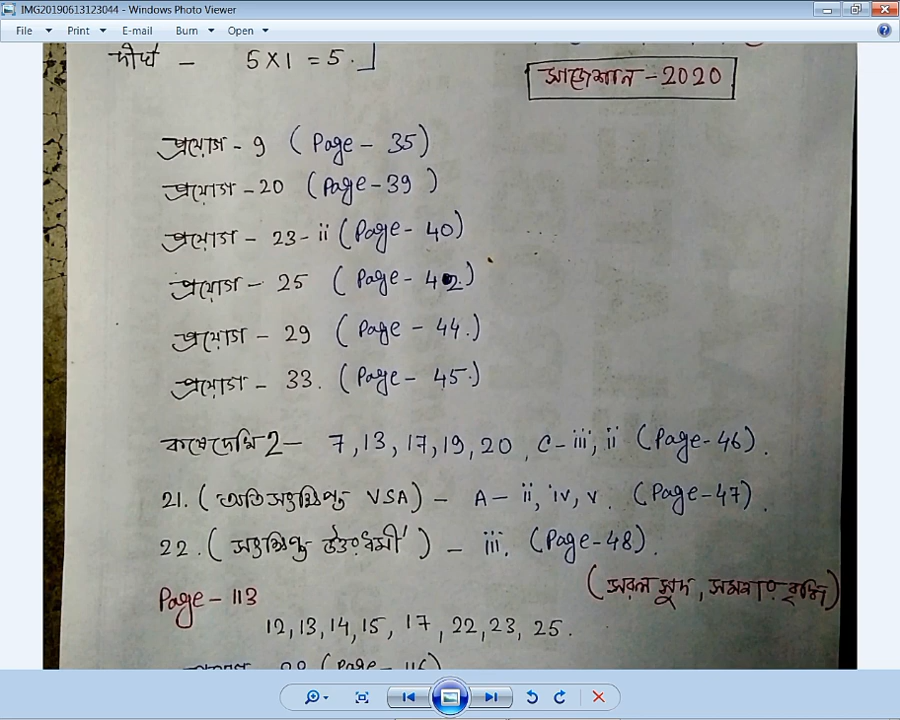 IMG20190613123044 - Windows Photo Viewer
File Print E-mail Burn Open
দীর্ঘ - 5 X 1 = 5.]
সাজেশান - 2020
প্রয়োগ - 9 (Page - 35)
প্রয়োগ - 20 (Page - 39)
প্রয়োগ - 23 - ii (Page - 40)
প্রয়োগ - 25 (Page - 42.)
প্রয়োগ - 29 (Page - 44.)
প্রয়োগ - 33. (Page - 45.)
কষেদেখি 2 - 7, 13, 17, 19, 20, C - iii, ii (Page - 46).
21. (অতিসংক্ষিপ্ত VSA) - A - ii, iv, v. (Page - 47).
22. (সংক্ষিপ্ত উত্তরধর্মী) - iii. (Page - 48).
(সরল সুদ, সমহার বৃদ্ধি)
Page - 113
12, 13, 14, 15, 17, 22, 23, 25.
(Page - 116)